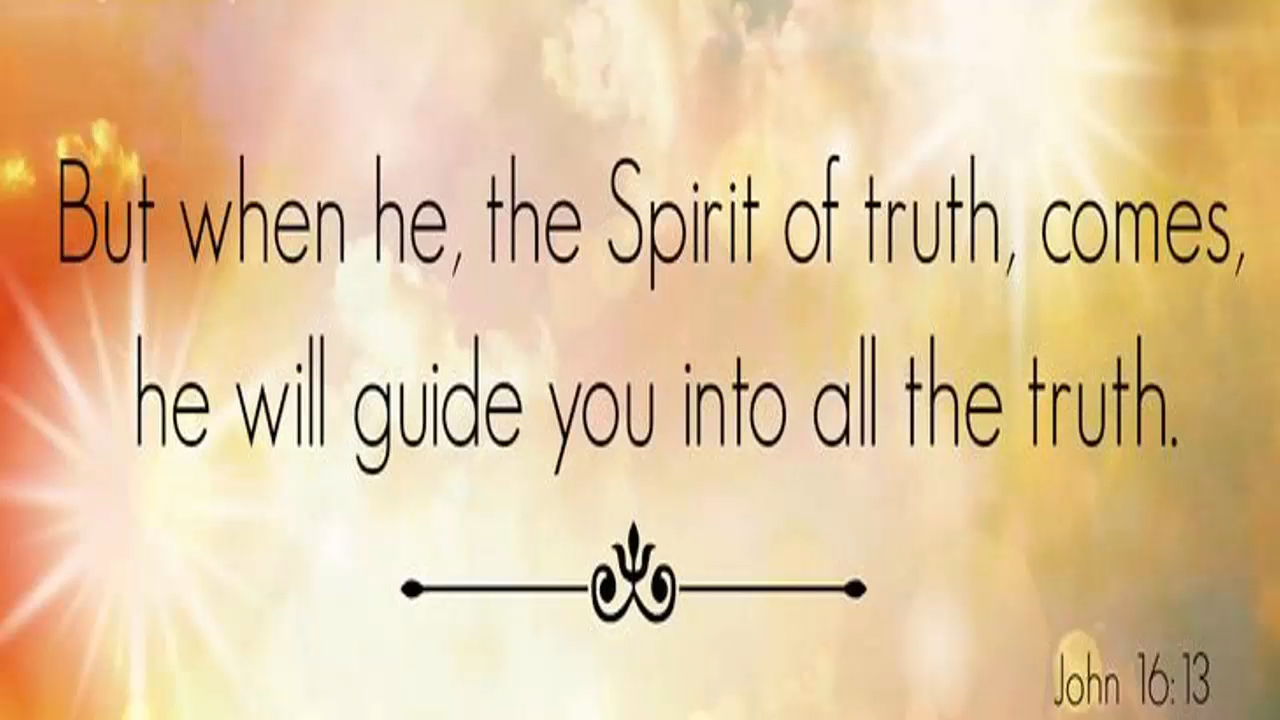 But when he, the Spirit of truth, comes,
he will guide you into all the truth.
John 16:13